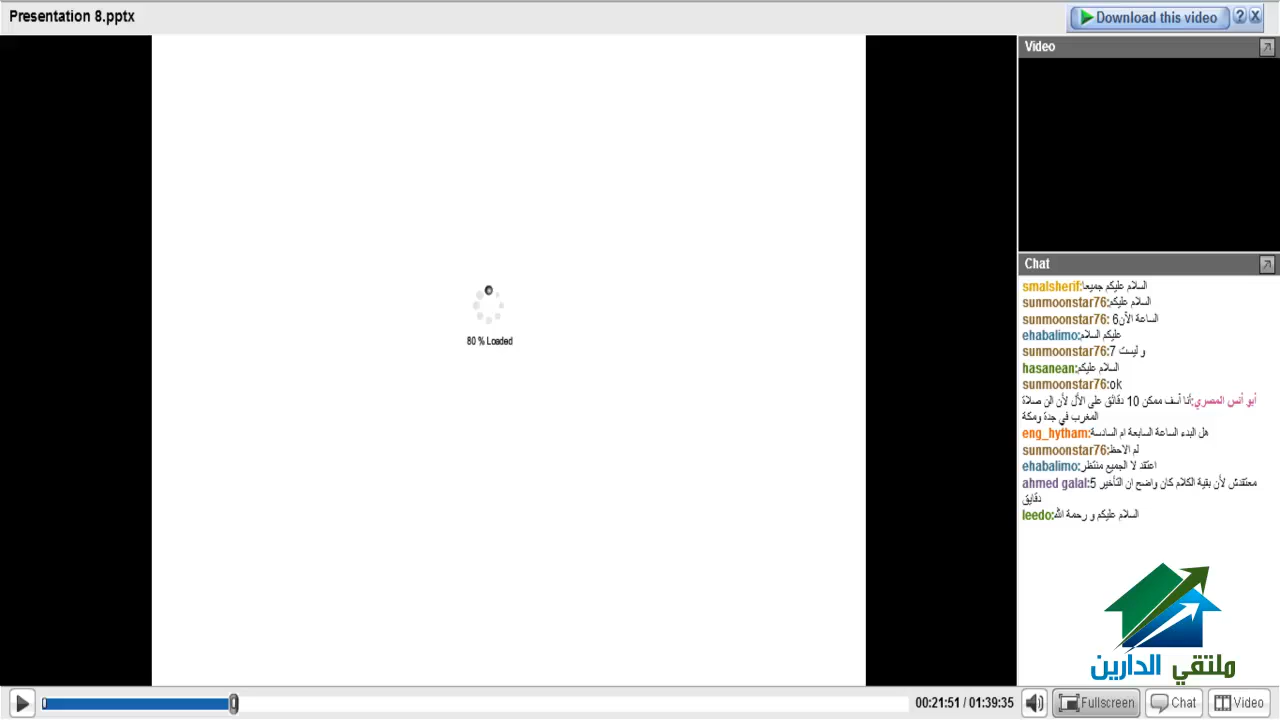 Presentation 8.pptx
Download this video
? X
Video
80 % Loaded
Chat
smalsherif:السلام عليكم جميعا
sunmoonstar76:السلام عليكم
sunmoonstar76: الساعة الأن6
ehabalimo:عليكم السلام
sunmoonstar76:و ليست 7
hasanean:السلام عليكم
sunmoonstar76:ok
أبو أنس المصري:أنا أسف ممكن 10 دقائق على الأل لأن الن صلاة
المغرب في جدة ومكة
eng_hytham:هل البدء الساعة السابعة ام السادسة
sunmoonstar76:لم الاحظ
ehabalimo:اعتقد لا الجميع منتظر
ahmed galal:معتقدش لأن بقية الكلام كان واضح ان التأخير 5
دقايق
leedo:السلام عليكم و رحمة الله
ملتقي الدارين
00:21:51 / 01:39:35
Fullscreen
Chat
Video